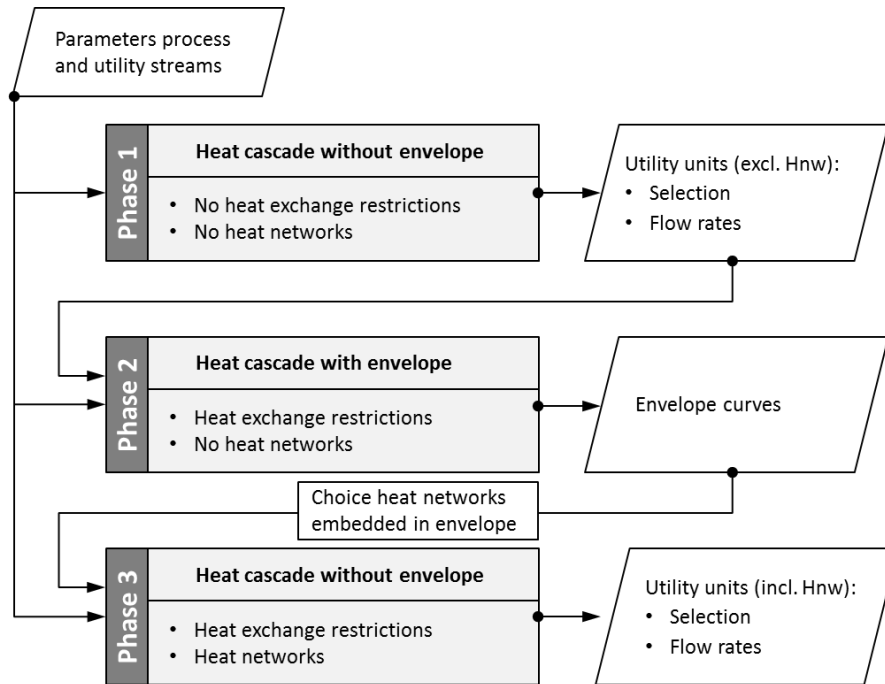 Parameters process
and utility streams
Phase 1
Heat cascade without envelope
• No heat exchange restrictions
• No heat networks
Utility units (excl. Hnw):
• Selection
• Flow rates
Phase 2
Heat cascade with envelope
• Heat exchange restrictions
• No heat networks
Envelope curves
Choice heat networks
embedded in envelope
Phase 3
Heat cascade without envelope
• Heat exchange restrictions
• Heat networks
Utility units (incl. Hnw):
• Selection
• Flow rates